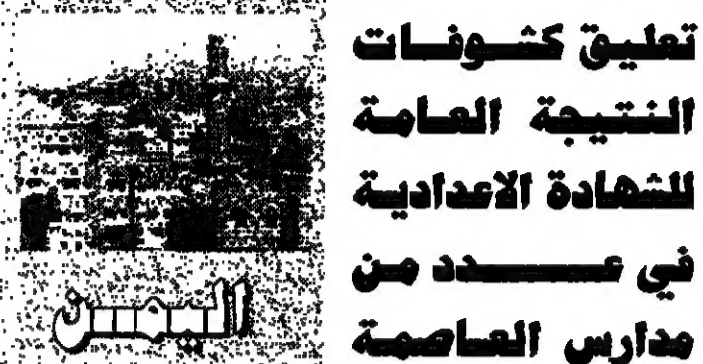 تعليق كشوفات
النتيجة العامة
للشهادة الاعدادية
في عدد من
مدارس العاصمة
اليمن